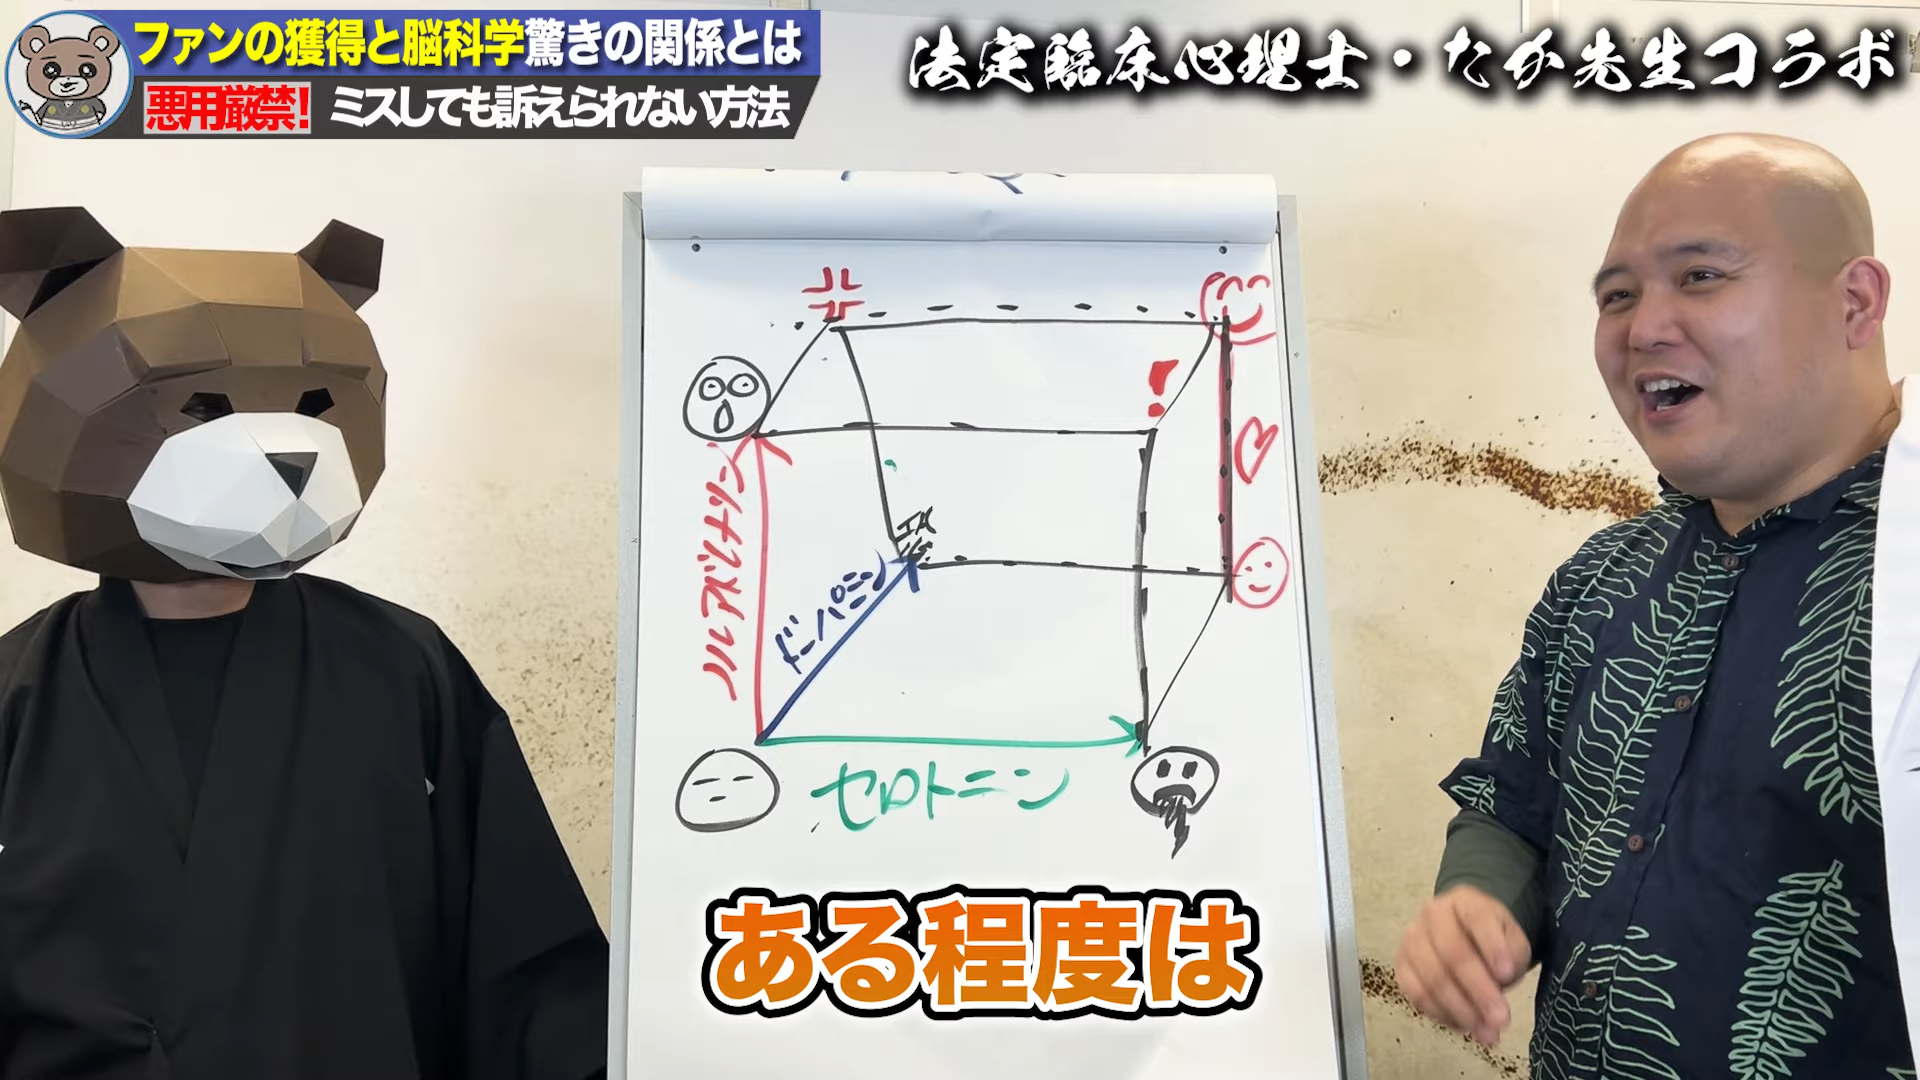 ファンの獲得と脳科学驚きの関係とは
悪用厳禁! ミスしても訴えられない方法
法定臨床心理士・たか先生コラボ
!
ノルアドレナリン
ドーパミン
セロトニン
ある程度は